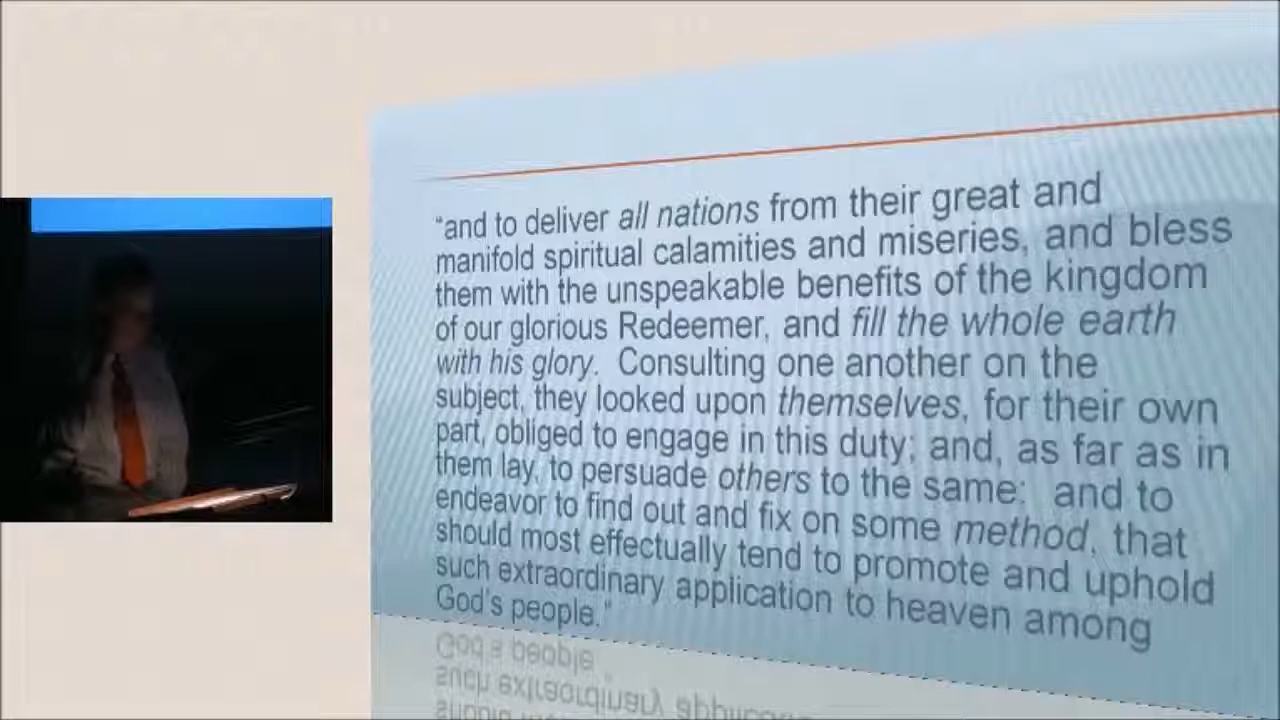 “and to deliver all nations from their great and
manifold spiritual calamities and miseries, and bless
them with the unspeakable benefits of the kingdom
of our glorious Redeemer, and fill the whole earth
with his glory. Consulting one another on the
subject, they looked upon themselves, for their own
part, obliged to engage in this duty; and, as far as in
them lay, to persuade others to the same: and to
endeavor to find out and fix on some method, that
should most effectually tend to promote and uphold
such extraordinary application to heaven among
God's people.”